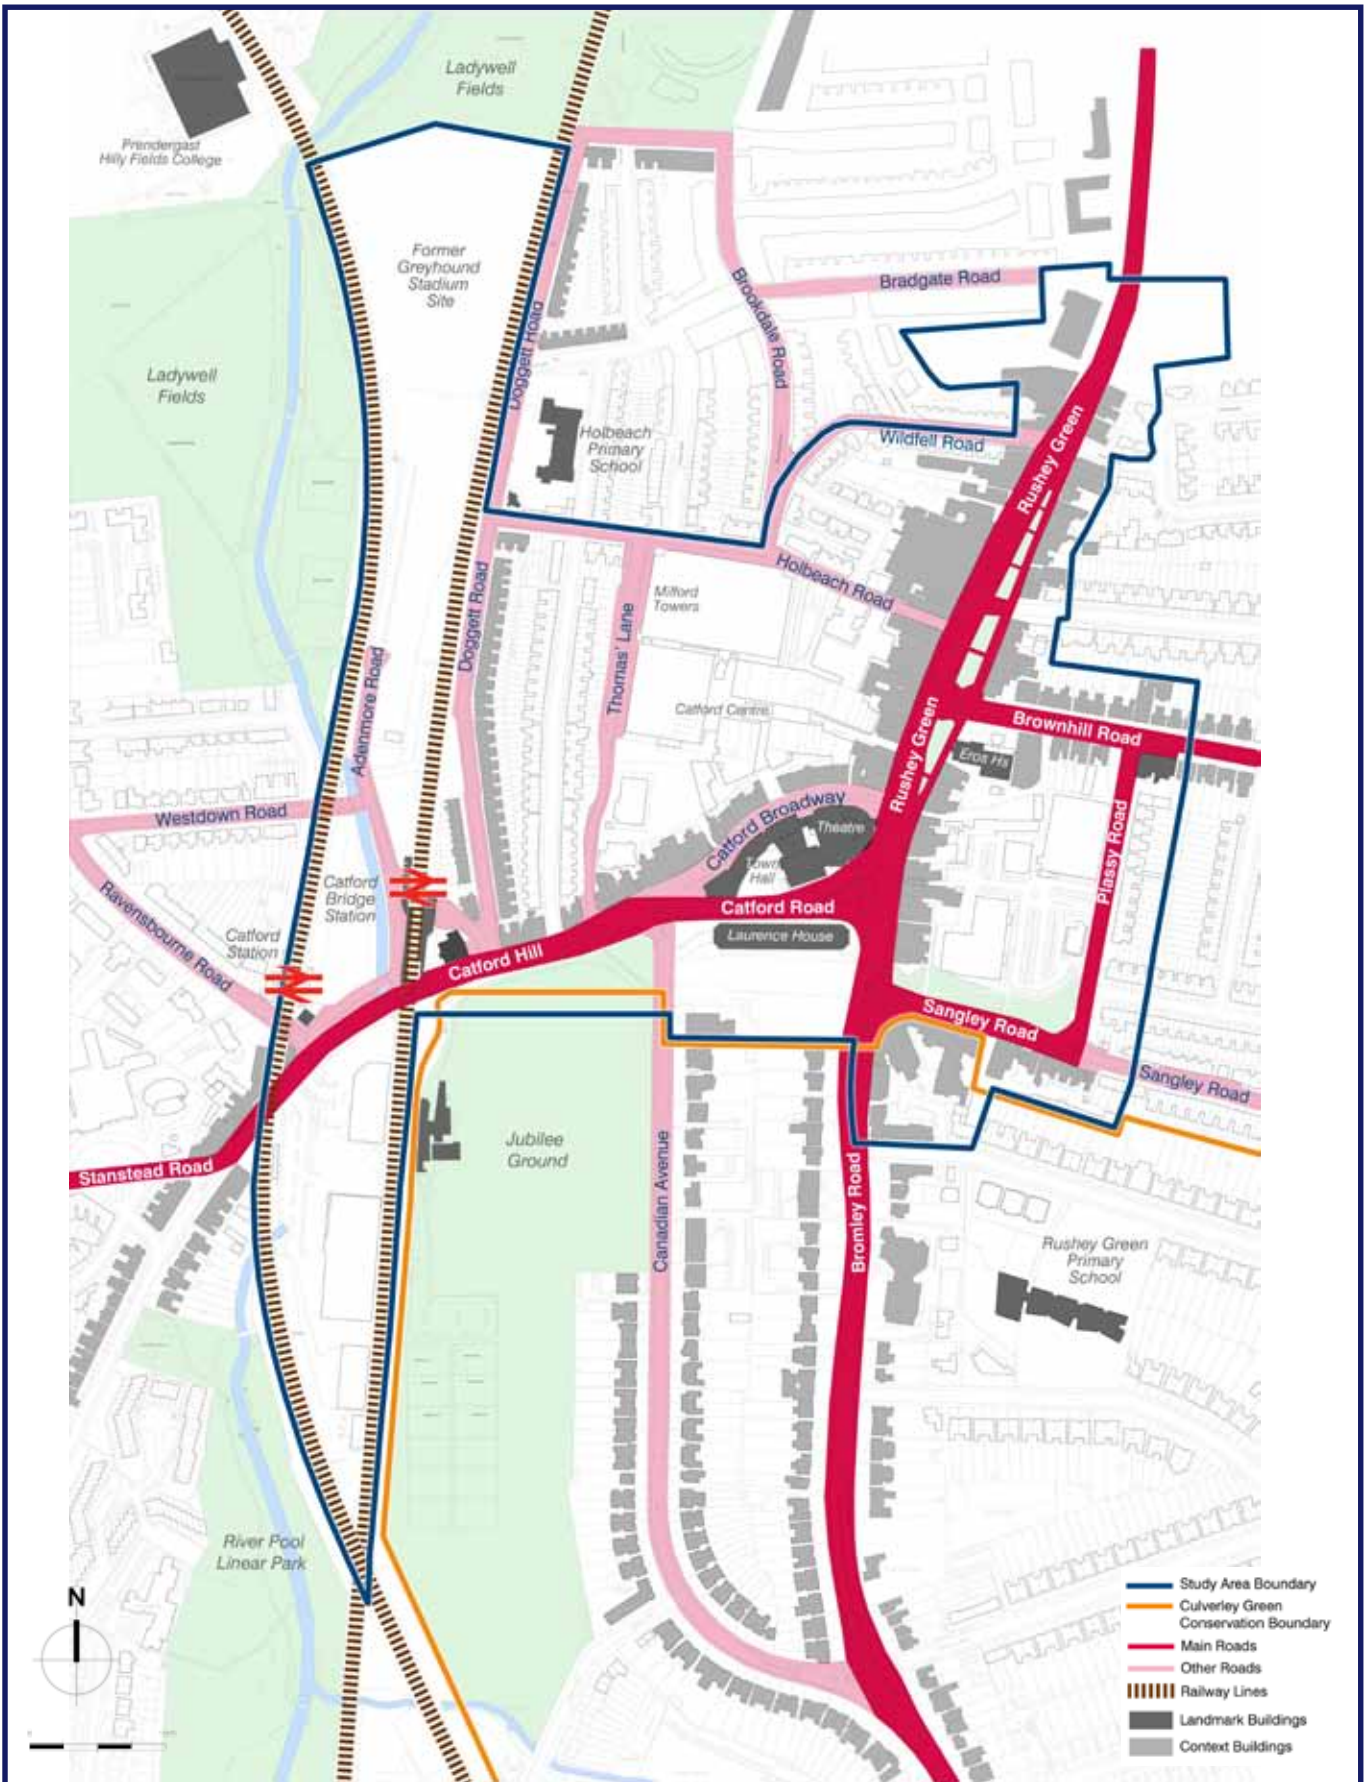 Ladywell
Fields
Prendergast
Hilly Fields College
Former
Greyhound
Stadium
Site
Bradgate Road
Brookdale Road
Doggett Road
Ladywell
Fields
Holbeach
Primary
School
Wildfell Road
Rushey Green
Holbeach Road
Milford
Towers
Doggett Road
Thomas' Lane
Adenmore Road
Catford Centre
Rushey Green
Brownhill Road
Eros Hs
Westdown Road
Catford Broadway
Theatre
Town
Hall
Plassy Road
Ravensbourne Road
Catford
Bridge
Station
Catford Road
Laurence House
Catford
Station
Catford Hill
Sangley Road
Sangley Road
Jubilee
Ground
Stanstead Road
Canadian Avenue
Bromley Road
Rushey Green
Primary
School
River Pool
Linear Park
N
Study Area Boundary
Culverley Green
Conservation Boundary
Main Roads
Other Roads
Railway Lines
Landmark Buildings
Context Buildings